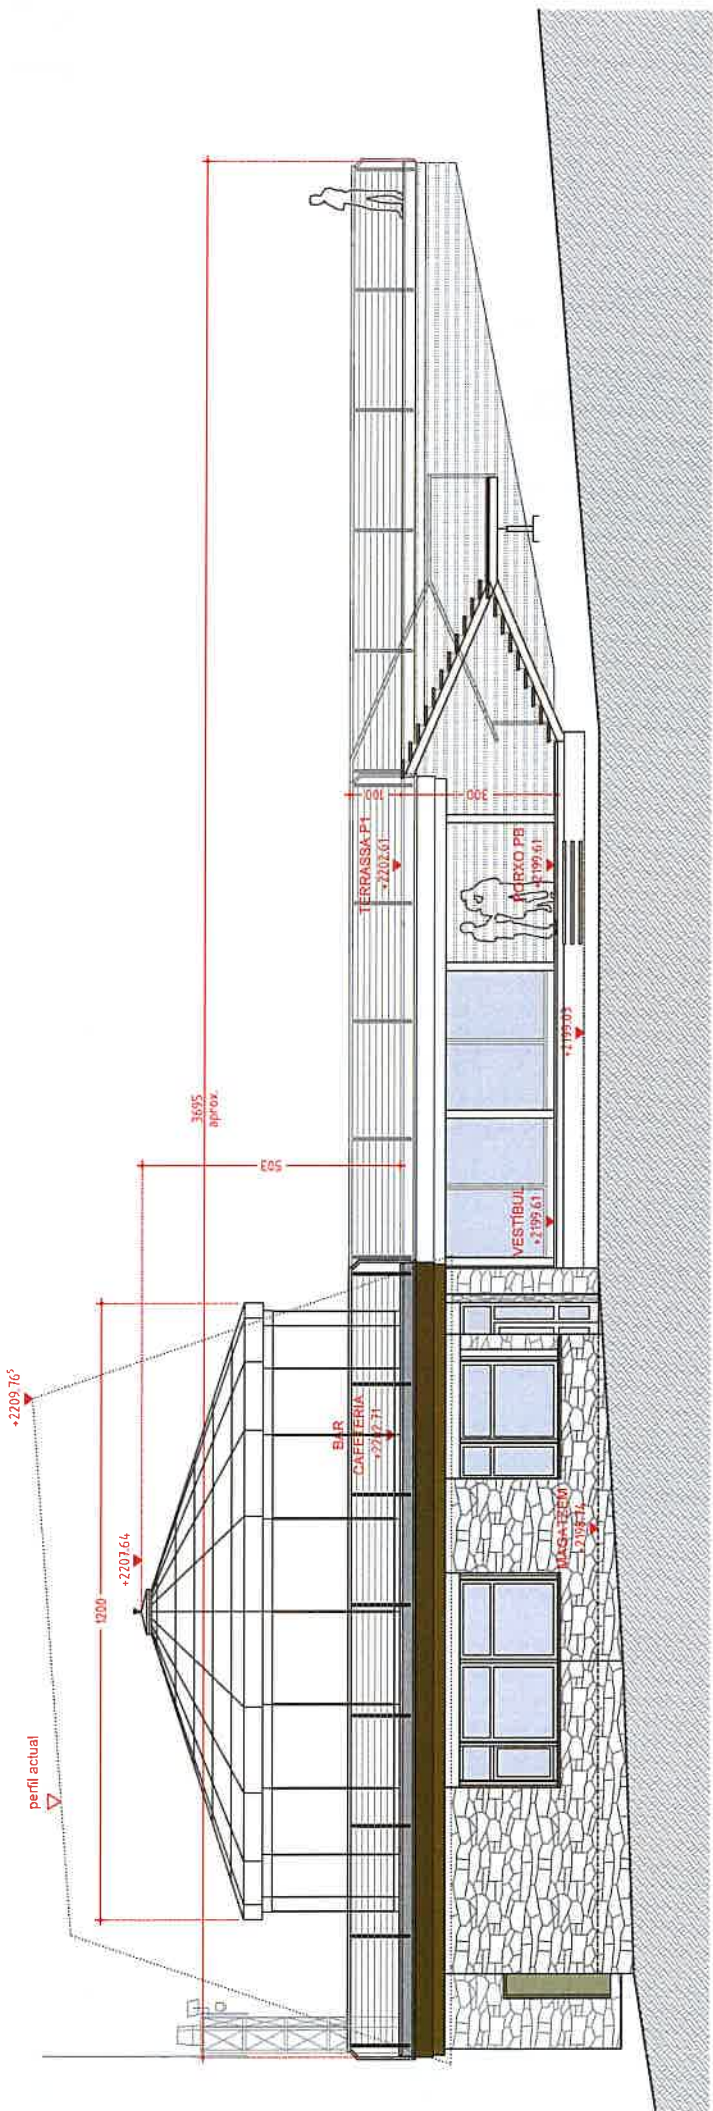 perfil actual
+2209.76⁵
+2207.64
1200
503
3695
aprox.
BAR
CAFETERIA
+2202.71
TERRASSA P1
+2202.61
100
300
PORXO PB
+2199.61
VESTÍBUL
+2199.61
+2199.03
MAGATZEM